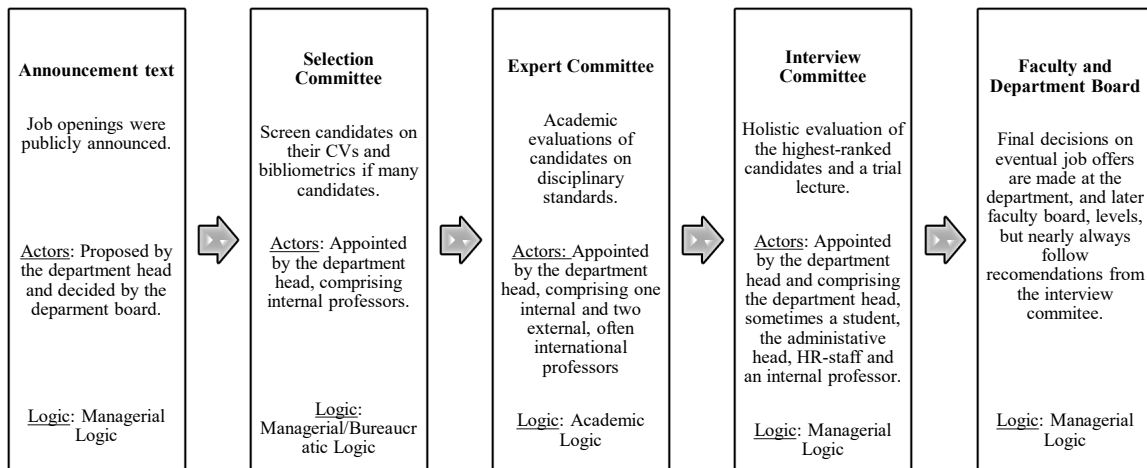 Announcement text
Job openings were
publicly announced.
Actors: Proposed by
the department head
and decided by the
deparment board.
Logic: Managerial
Logic
Selection
Committee
Screen candidates on
their CVs and
bibliometrics if many
candidates.
Actors: Appointed
by the department
head, comprising
internal professors.
Logic:
Managerial/Bureaucr
atic Logic
Expert Committee
Academic
evaluations of
candidates on
disciplinary
standards.
Actors: Appointed
by the department
head, comprising one
internal and two
external, often
international
professors
Logic: Academic
Logic
Interview
Committee
Holistic evaluation of
the highest-ranked
candidates and a trial
lecture.
Actors: Appointed
by the department
head and comprising
the department head,
sometimes a student,
the administative
head, HR-staff and
an internal professor.
Logic: Managerial
Logic
Faculty and
Department Board
Final decisions on
eventual job offers
are made at the
department, and later
faculty board, levels,
but nearly always
follow
recomendations from
the interview
commitee.
Logic: Managerial
Logic